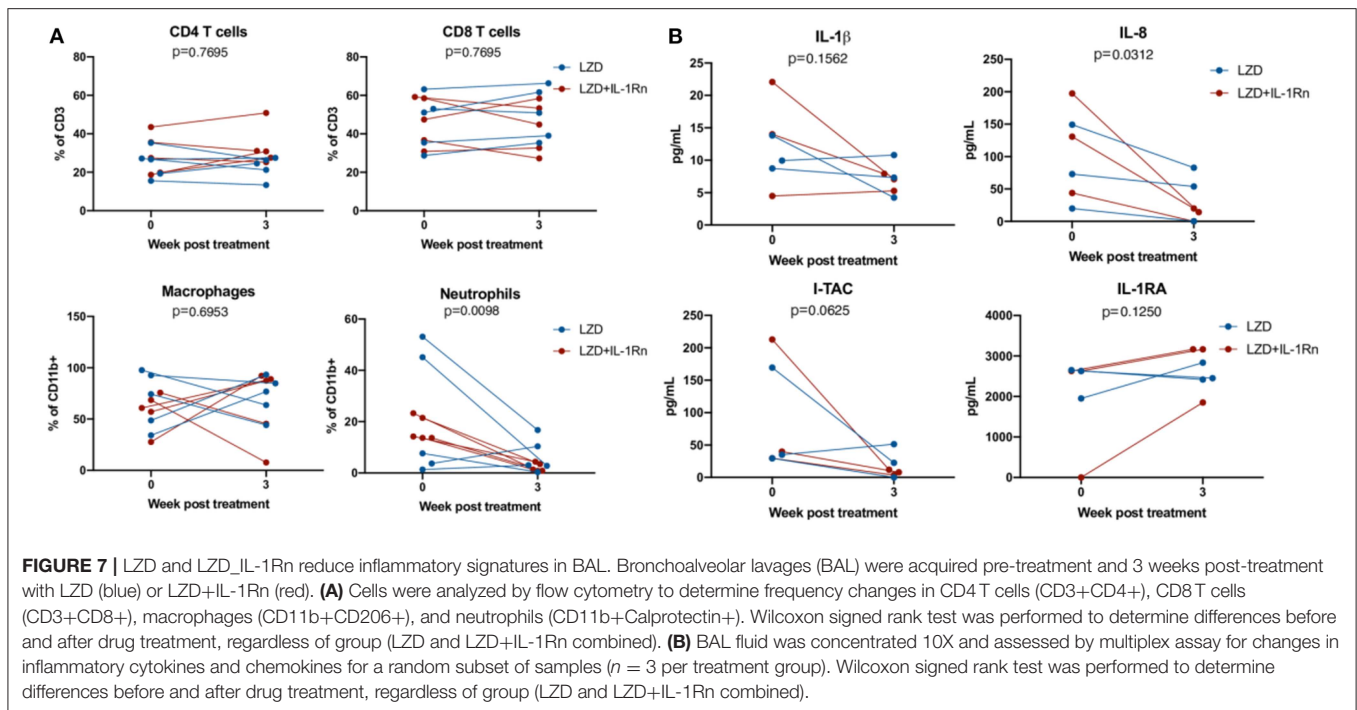 A
CD4 T cells
p=0.7695
% of CD3
80
60
40
20
0
0 3
Week post treatment
CD8 T cells
p=0.7695
% of CD3
80
60
40
20
0
0 3
Week post treatment
LZD
LZD+IL-1Rn
Macrophages
p=0.6953
% of CD11b+
150
100
50
0
0 3
Week post treatment
Neutrophils
p=0.0098
% of CD11b+
60
40
20
0
0 3
Week post treatment
LZD
LZD+IL-1Rn
B
IL-1β
p=0.1562
pg/mL
25
20
15
10
5
0
0 3
Week post treatment
IL-8
p=0.0312
pg/mL
250
200
150
100
50
0
0 3
Week post treatment
LZD
LZD+IL-1Rn
I-TAC
p=0.0625
pg/mL
250
200
150
100
50
0
0 3
Week post treatment
IL-1RA
p=0.1250
pg/mL
4000
3000
2000
1000
0
0 3
Week post treatment
LZD
LZD+IL-1Rn
FIGURE 7 | LZD and LZD_IL-1Rn reduce inflammatory signatures in BAL. Bronchoalveolar lavages (BAL) were acquired pre-treatment and 3 weeks post-treatment
with LZD (blue) or LZD+IL-1Rn (red). (A) Cells were analyzed by flow cytometry to determine frequency changes in CD4 T cells (CD3+CD4+), CD8 T cells
(CD3+CD8+), macrophages (CD11b+CD206+), and neutrophils (CD11b+Calprotectin+). Wilcoxon signed rank test was performed to determine differences before
and after drug treatment, regardless of group (LZD and LZD+IL-1Rn combined). (B) BAL fluid was concentrated 10X and assessed by multiplex assay for changes in
inflammatory cytokines and chemokines for a random subset of samples (n = 3 per treatment group). Wilcoxon signed rank test was performed to determine
differences before and after drug treatment, regardless of group (LZD and LZD+IL-1Rn combined).